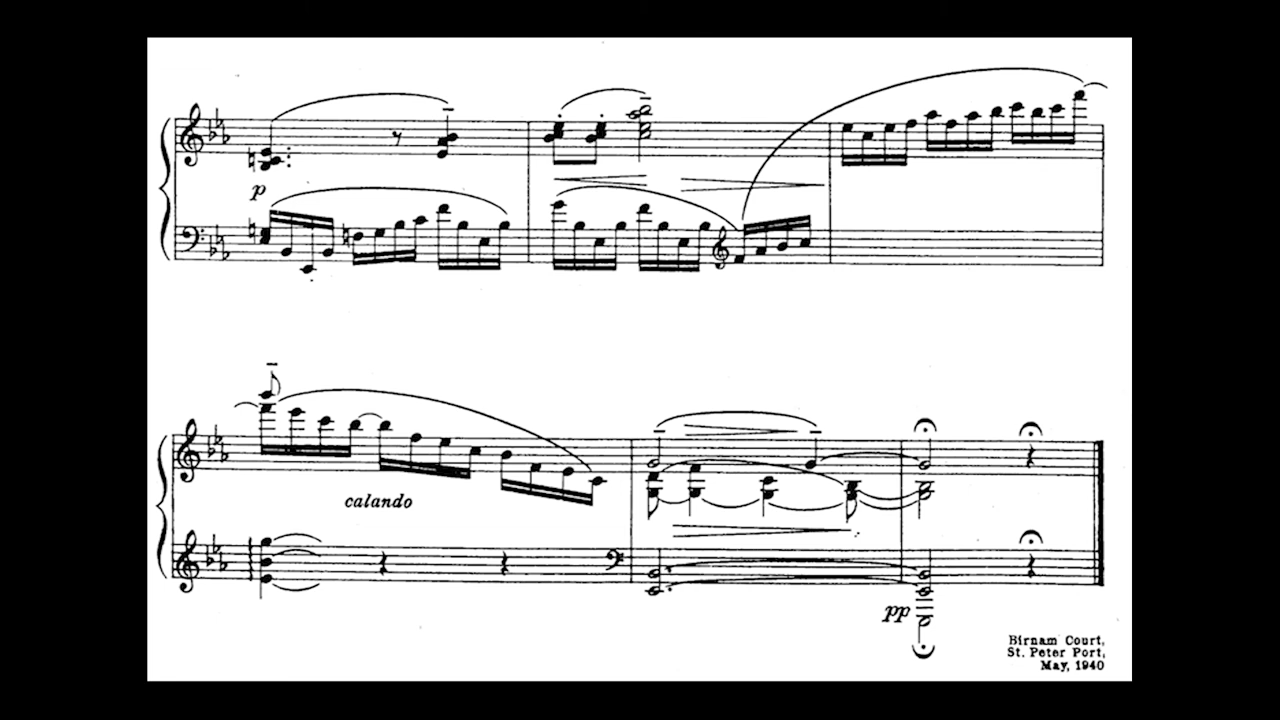 p
calando
pp
Birnam Court,
St. Peter Port,
May, 1940